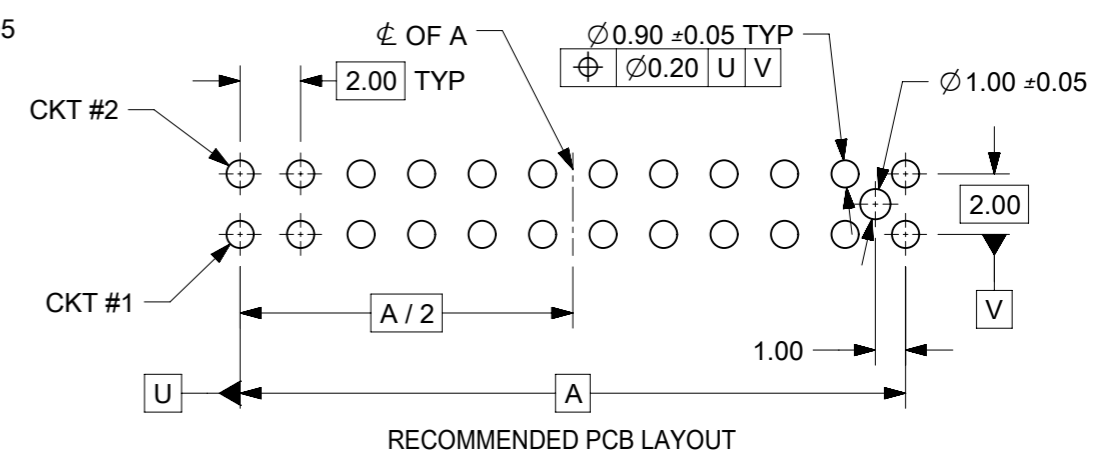 5
℄ OF A
∅0.90 ±0.05 TYP
⌖ ∅0.20 U V
2.00 TYP
∅1.00 ±0.05
CKT #2
2.00
CKT #1
A / 2
V
1.00
U
A
RECOMMENDED PCB LAYOUT